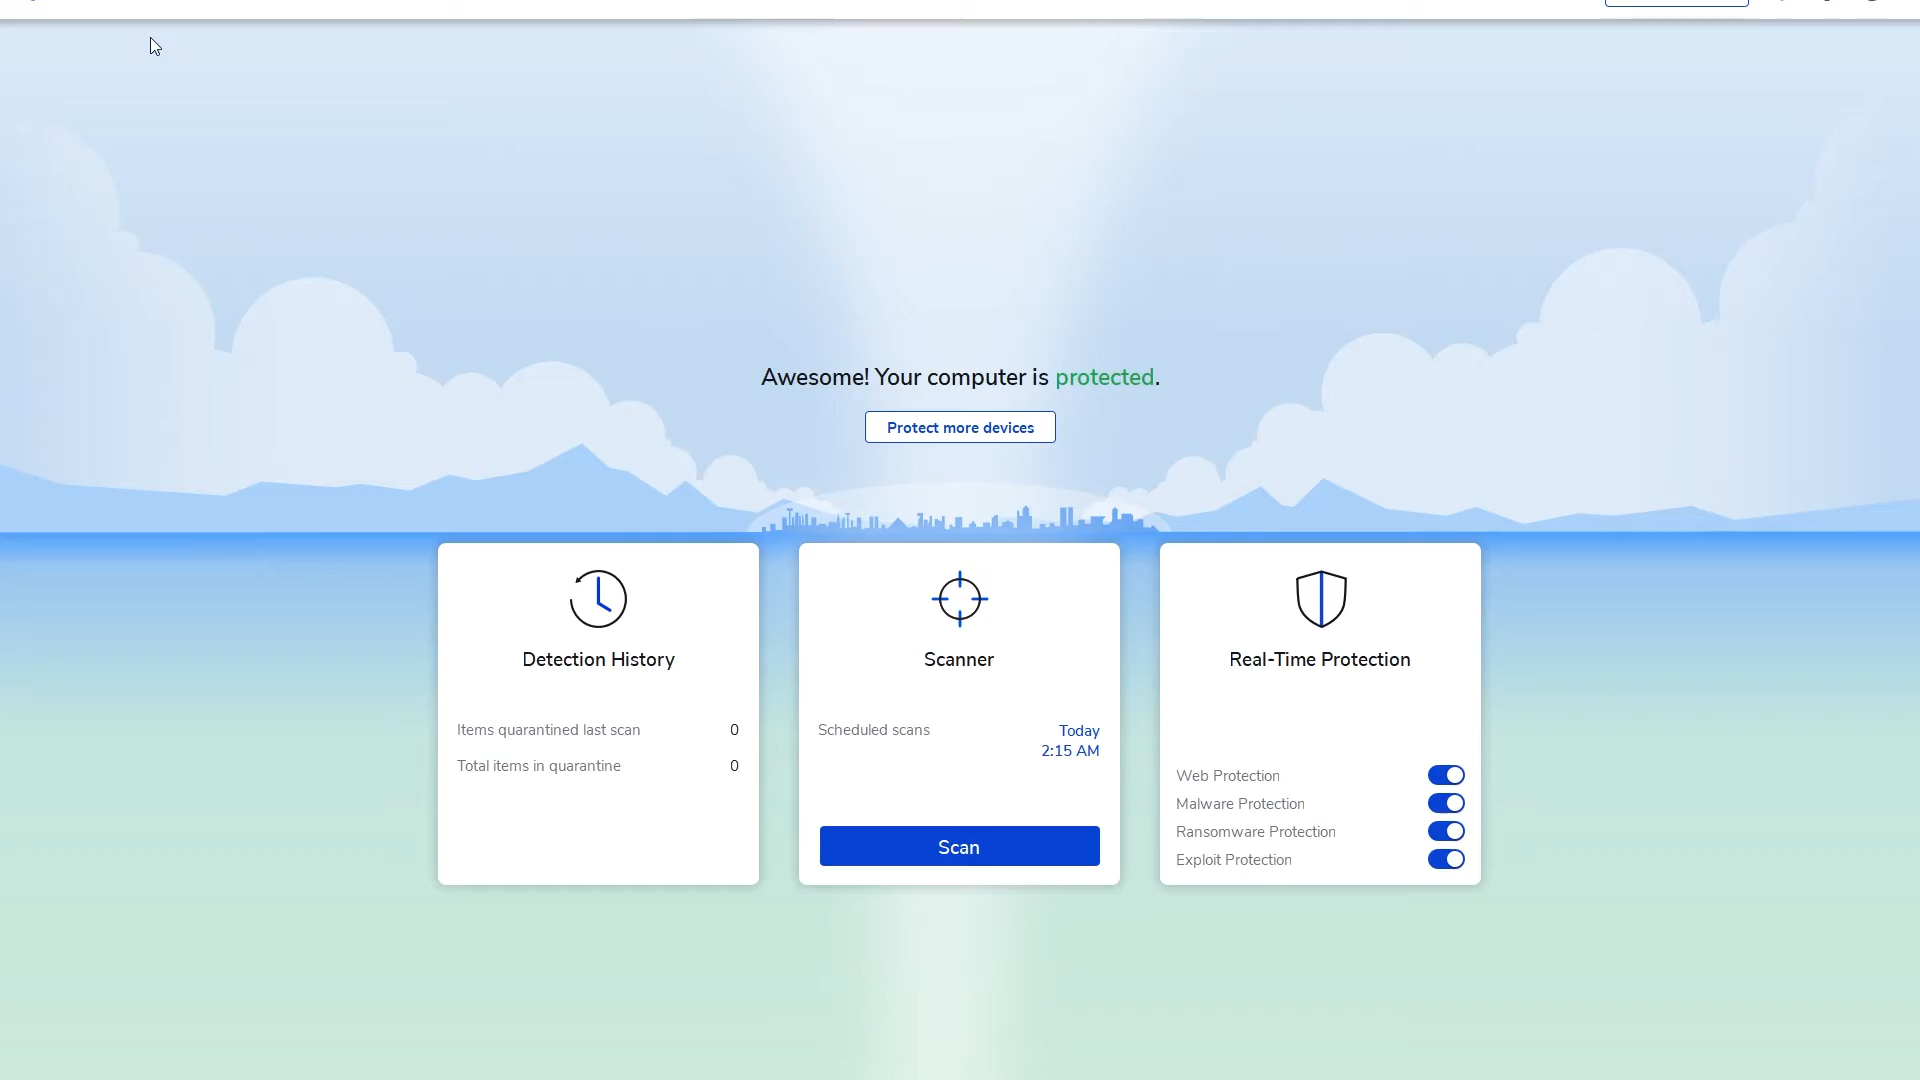 Awesome! Your computer is protected.
Protect more devices
Detection History
Items quarantined last scan 0
Total items in quarantine 0
Scanner
Scheduled scans Today
2:15 AM
Scan
Real-Time Protection
Web Protection
Malware Protection
Ransomware Protection
Exploit Protection